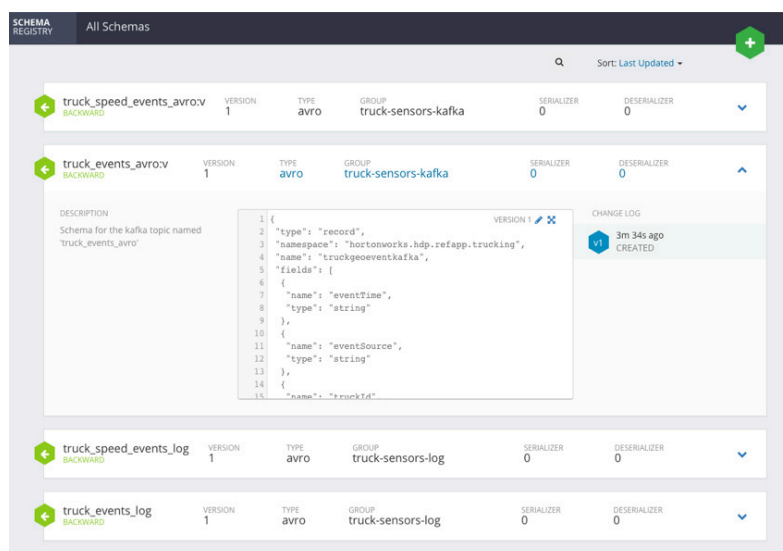 SCHEMA
REGISTRY
All Schemas
Sort: Last Updated
truck_speed_events_avro:v
BACKWARD
VERSION
1
TYPE
avro
GROUP
truck-sensors-kafka
SERIALIZER
0
DESERIALIZER
0
truck_events_avro:v
BACKWARD
VERSION
1
TYPE
avro
GROUP
truck-sensors-kafka
SERIALIZER
0
DESERIALIZER
0
DESCRIPTION
Schema for the kafka topic named
'truck_events_avro'
VERSION 1
1 {
2 "type": "record",
3 "namespace": "hortonworks.hdp.refapp.trucking",
4 "name": "truckgeoeventkafka",
5 "fields": [
6 {
7 "name": "eventTime",
8 "type": "string"
9 },
10 {
11 "name": "eventSource",
12 "type": "string"
13 },
14 {
15 "name": "truckId",
CHANGE LOG
v1
3m 34s ago
CREATED
truck_speed_events_log
BACKWARD
VERSION
1
TYPE
avro
GROUP
truck-sensors-log
SERIALIZER
0
DESERIALIZER
0
truck_events_log
BACKWARD
VERSION
1
TYPE
avro
GROUP
truck-sensors-log
SERIALIZER
0
DESERIALIZER
0